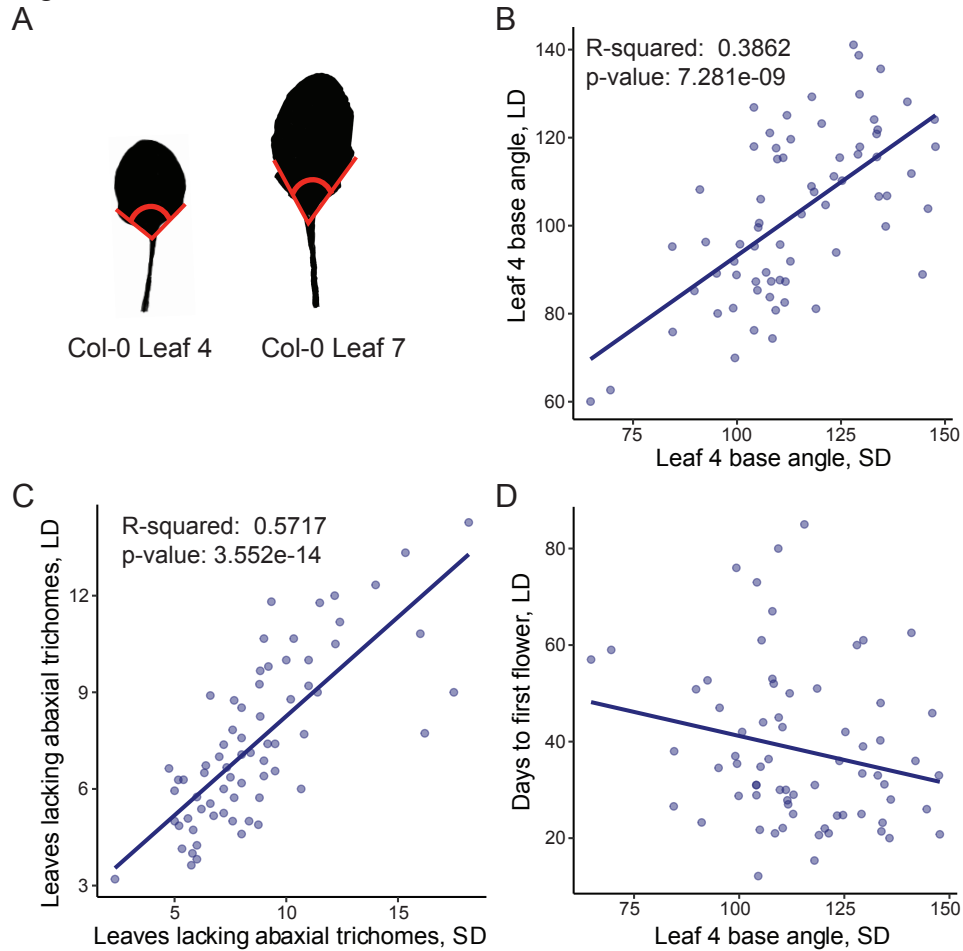 A
Col-0 Leaf 4
Col-0 Leaf 7
B
R-squared: 0.3862
p-value: 7.281e-09
Leaf 4 base angle, LD
140
120
100
80
60
75
100
125
150
Leaf 4 base angle, SD
C
R-squared: 0.5717
p-value: 3.552e-14
Leaves lacking abaxial trichomes, LD
12
9
6
3
5
10
15
Leaves lacking abaxial trichomes, SD
D
Days to first flower, LD
80
60
40
20
75
100
125
150
Leaf 4 base angle, SD